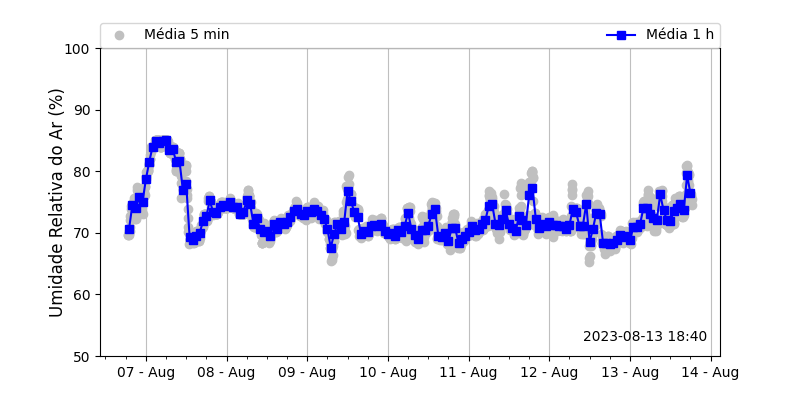 Média 5 min
Média 1 h
100
90
80
70
60
50
Umidade Relativa do Ar (%)
2023-08-13 18:40
07 - Aug
08 - Aug
09 - Aug
10 - Aug
11 - Aug
12 - Aug
13 - Aug
14 - Aug